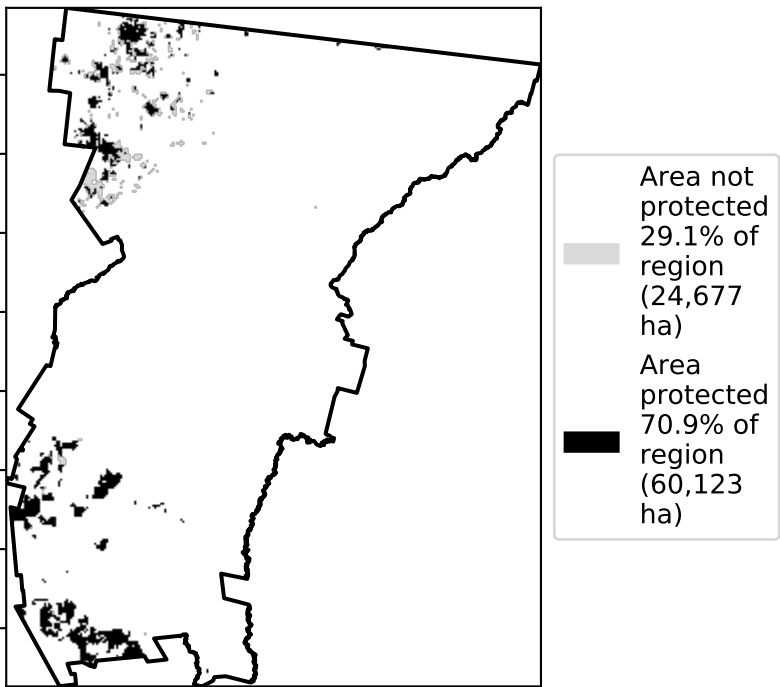 Area not
protected
29.1% of
region
(24,677
ha)
Area
protected
70.9% of
region
(60,123
ha)